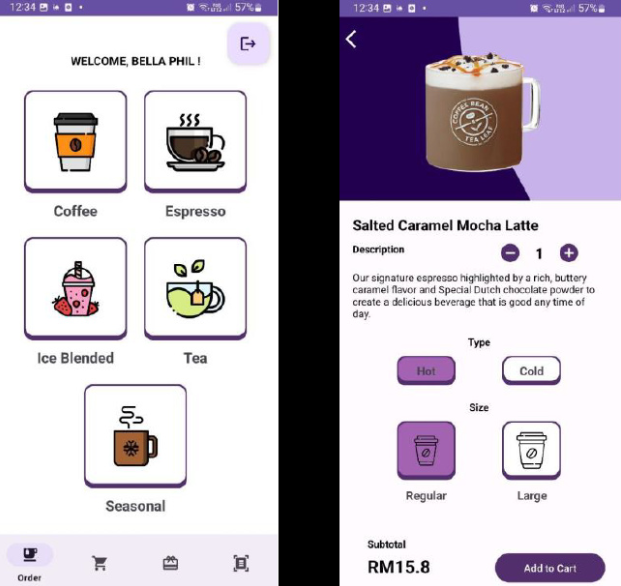 12:34
57%
WELCOME, BELLA PHIL !
Coffee
Espresso
Ice Blended
Tea
Seasonal
Order
12:34
57%
COFFEE BEAN
TEA LEAF
Salted Caramel Mocha Latte
Description
1
Our signature espresso highlighted by a rich, buttery
caramel flavor and Special Dutch chocolate powder to
create a delicious beverage that is good any time of
day.
Type
Hot
Cold
Size
Regular
Large
Subtotal
RM15.8
Add to Cart